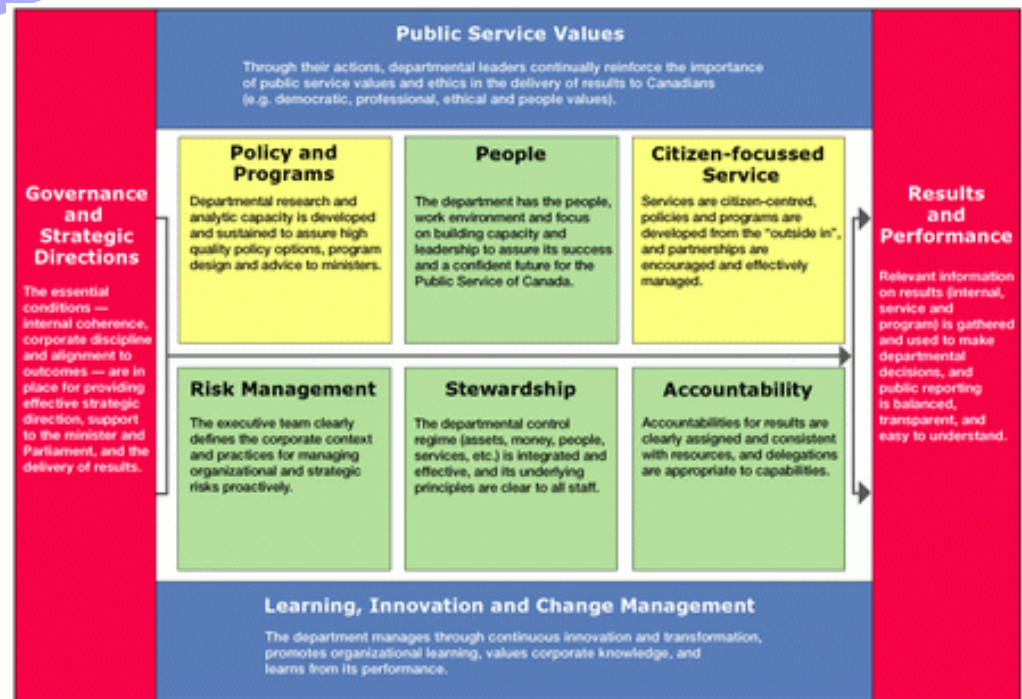 Public Service Values
Through their actions, departmental leaders continually reinforce the importance
of public service values and ethics in the delivery of results to Canadians
(e.g. democratic, professional, ethical and people values).
Governance
and
Strategic
Directions
The essential
conditions —
internal coherence,
corporate discipline
and alignment to
outcomes — are in
place for providing
effective strategic
direction, support
to the minister and
Parliament, and the
delivery of results.
Policy and
Programs
Departmental research and
analytic capacity is developed
and sustained to assure high
quality policy options, program
design and advice to ministers.
People
The department has the people,
work environment and focus
on building capacity and
leadership to assure its success
and a confident future for the
Public Service of Canada.
Citizen-focussed
Service
Services are citizen-centred,
policies and programs are
developed from the "outside in",
and partnerships are
encouraged and effectively
managed.
Risk Management
The executive team clearly
defines the corporate context
and practices for managing
organizational and strategic
risks proactively.
Stewardship
The departmental control
regime (assets, money, people,
services, etc.) is integrated and
effective, and its underlying
principles are clear to all staff.
Accountability
Accountabilities for results are
clearly assigned and consistent
with resources, and delegations
are appropriate to capabilities.
Results
and
Performance
Relevant information
on results (internal,
service and
program) is gathered
and used to make
departmental
decisions, and
public reporting
is balanced,
transparent, and
easy to understand.
Learning, Innovation and Change Management
The department manages through continuous innovation and transformation,
promotes organizational learning, values corporate knowledge, and
learns from its performance.